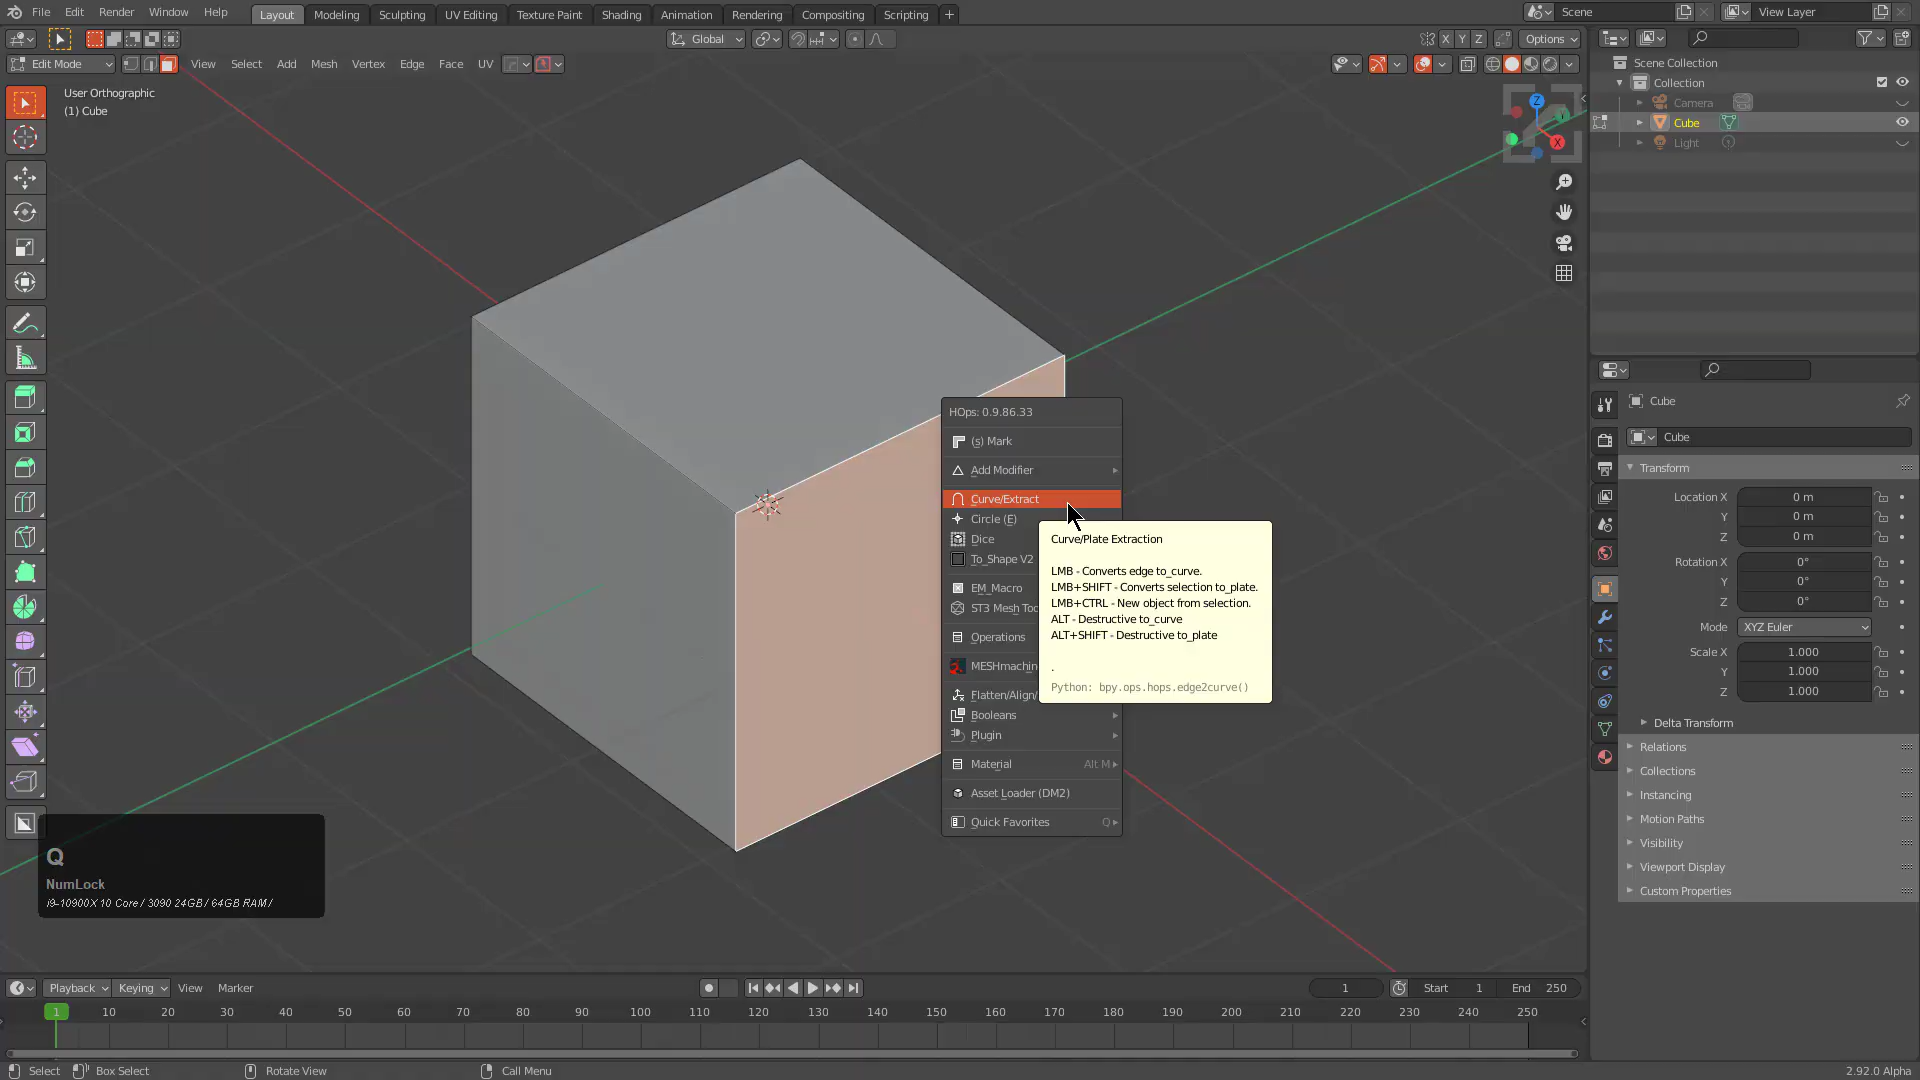 File Edit Render Window Help Layout Modeling Sculpting UV Editing Texture Paint Shading Animation Rendering Compositing Scripting + Scene View Layer
Global X Y Z Options
Edit Mode View Select Add Mesh Vertex Edge Face UV
Scene Collection
Collection
Camera
Cube
Light
User Orthographic
(1) Cube
Z
X
HOps: 0.9.86.33
(s) Mark
Add Modifier
Curve/Extract
Circle (E)
Dice
To_Shape V2
EM_Macro
ST3 Mesh Too
Operations
MESHmachin
Flatten/Align/
Booleans
Plugin
Material Alt M
Asset Loader (DM2)
Quick Favorites Q
Curve/Plate Extraction
LMB - Converts edge to_curve.
LMB+SHIFT - Converts selection to_plate.
LMB+CTRL - New object from selection.
ALT - Destructive to_curve
ALT+SHIFT - Destructive to_plate
.
Python: bpy.ops.hops.edge2curve()
Cube
Cube
Transform
Location X 0 m
Y 0 m
Z 0 m
Rotation X 0°
Y 0°
Z 0°
Mode XYZ Euler
Scale X 1.000
Y 1.000
Z 1.000
Delta Transform
Relations
Collections
Instancing
Motion Paths
Visibility
Viewport Display
Custom Properties
Q
NumLock
i9-10900X 10 Core / 3090 24GB / 64GB RAM /
Playback Keying View Marker 1 Start 1 End 250
1 10 20 30 40 50 60 70 80 90 100 110 120 130 140 150 160 170 180 190 200 210 220 230 240 250
Select Box Select Rotate View Call Menu 2.92.0 Alpha